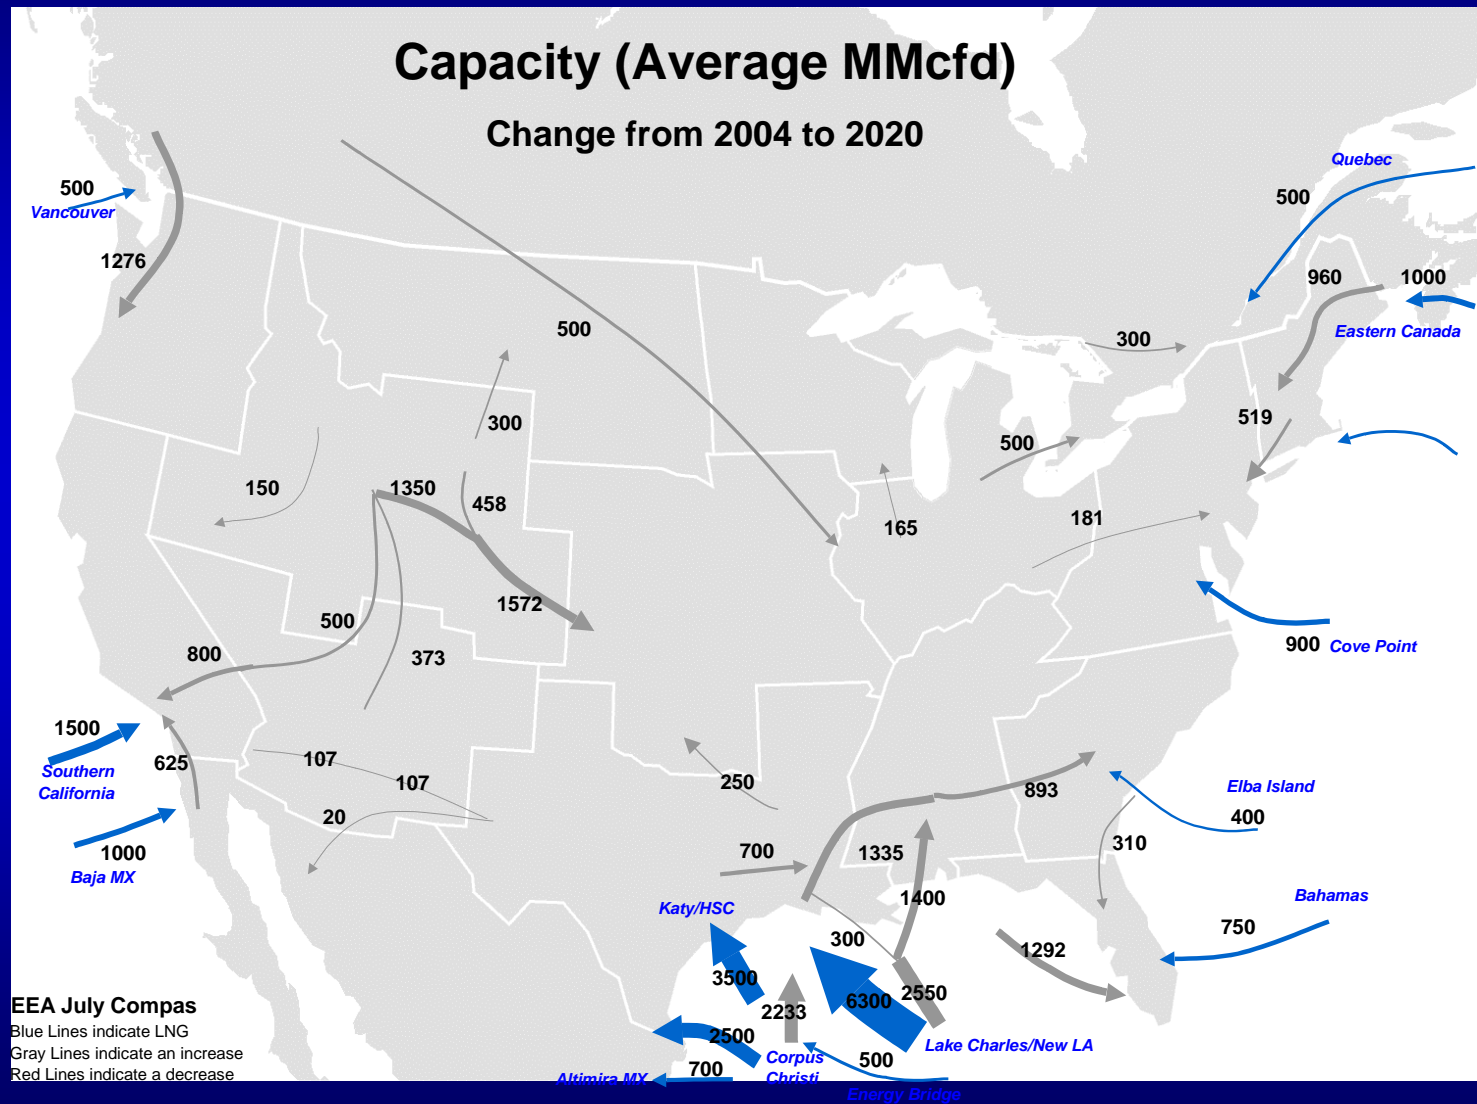 Capacity (Average MMcfd)
Change from 2004 to 2020
Quebec
500
500
Vancouver
1276
960
1000
Eastern Canada
500
300
300
519
500
150
1350
458
165
181
1572
500
800
373
900 Cove Point
1500
625
Southern
California
107
107
250
893
Elba Island
400
20
1000
Baja MX
700
1335
310
1400
Katy/HSC
Bahamas
750
300
1292
3500
6300
2550
2233
EEA July Compas
Blue Lines indicate LNG
Gray Lines indicate an increase
Red Lines indicate a decrease
2500
Lake Charles/New LA
Corpus
Christi
500
700
Altimira MX
Energy Bridge